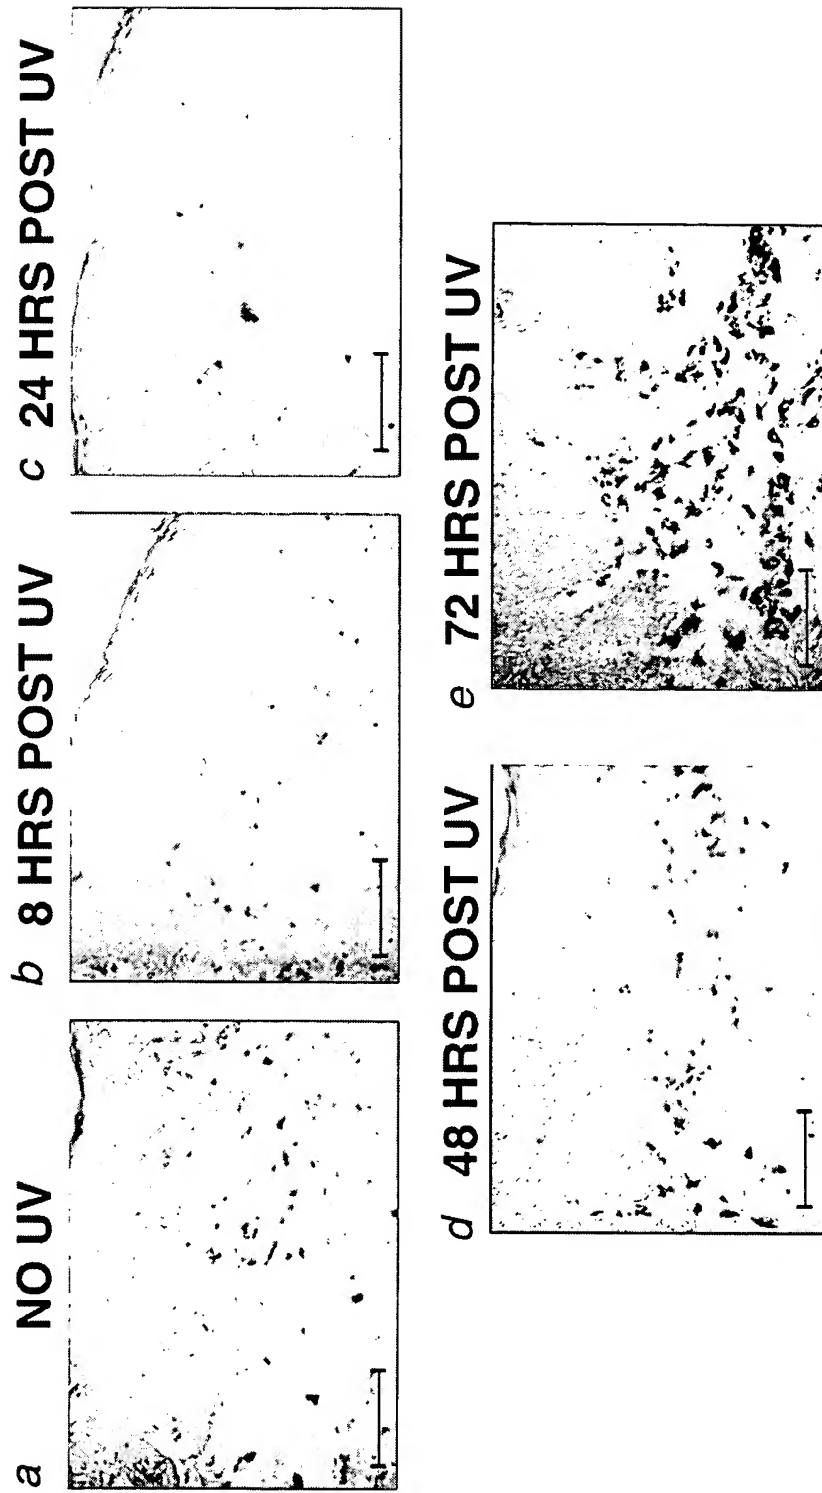 a NO UV
b 8 HRS POST UV
c 24 HRS POST UV
d 48 HRS POST UV
e 72 HRS POST UV